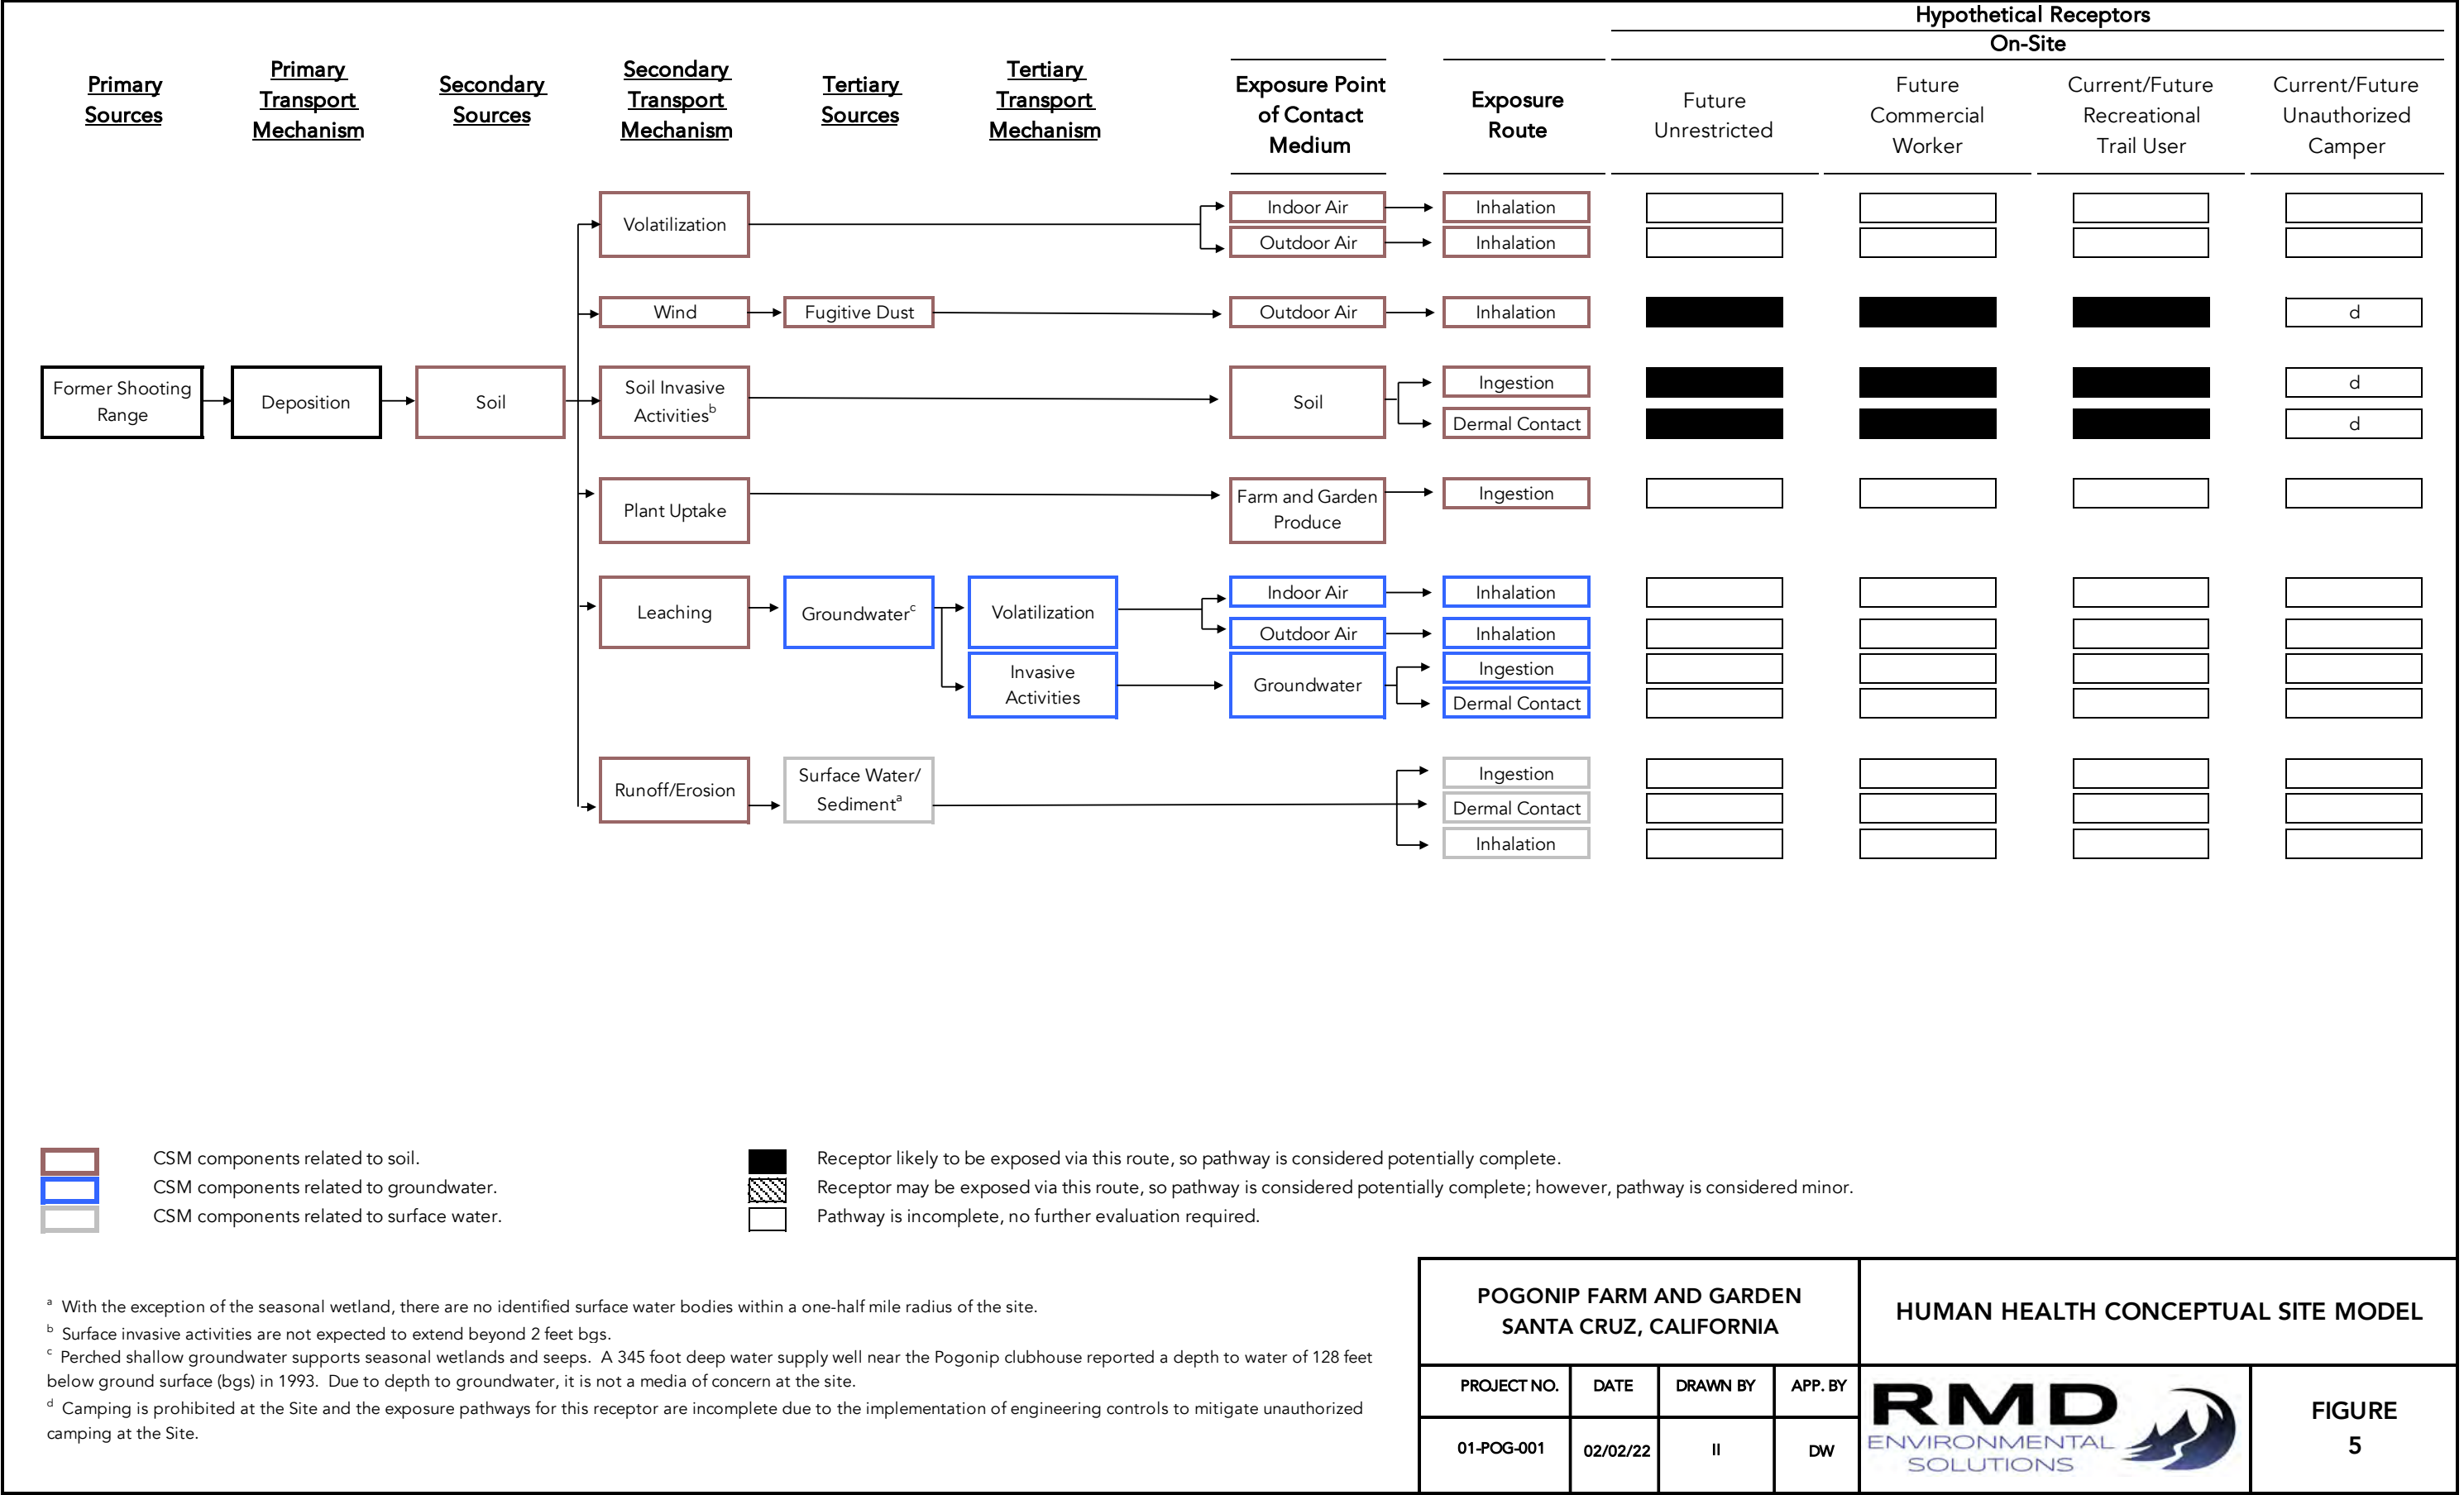 Hypothetical Receptors
On-Site
Primary
Sources
Primary
Transport
Mechanism
Secondary
Sources
Secondary
Transport
Mechanism
Tertiary
Sources
Tertiary
Transport
Mechanism
Exposure Point
of Contact
Medium
Exposure
Route
Future
Unrestricted
Future
Commercial
Worker
Current/Future
Recreational
Trail User
Current/Future
Unauthorized
Camper
Volatilization
Indoor Air
Inhalation
Outdoor Air
Inhalation
Wind
Fugitive Dust
Outdoor Air
Inhalation
d
Former Shooting
Range
Deposition
Soil
Soil Invasive
Activitiesb
Soil
Ingestion
d
Dermal Contact
d
Plant Uptake
Farm and Garden
Produce
Ingestion
Leaching
Groundwaterc
Volatilization
Indoor Air
Inhalation
Outdoor Air
Inhalation
Invasive
Activities
Groundwater
Ingestion
Dermal Contact
Runoff/Erosion
Surface Water/
Sedimenta
Ingestion
Dermal Contact
Inhalation
CSM components related to soil.
CSM components related to groundwater.
CSM components related to surface water.
Receptor likely to be exposed via this route, so pathway is considered potentially complete.
Receptor may be exposed via this route, so pathway is considered potentially complete; however, pathway is considered minor.
Pathway is incomplete, no further evaluation required.
a With the exception of the seasonal wetland, there are no identified surface water bodies within a one-half mile radius of the site.
b Surface invasive activities are not expected to extend beyond 2 feet bgs.
c Perched shallow groundwater supports seasonal wetlands and seeps. A 345 foot deep water supply well near the Pogonip clubhouse reported a depth to water of 128 feet
below ground surface (bgs) in 1993. Due to depth to groundwater, it is not a media of concern at the site.
d Camping is prohibited at the Site and the exposure pathways for this receptor are incomplete due to the implementation of engineering controls to mitigate unauthorized
camping at the Site.
POGONIP FARM AND GARDEN
SANTA CRUZ, CALIFORNIA
HUMAN HEALTH CONCEPTUAL SITE MODEL
PROJECT NO.
DATE
DRAWN BY
APP. BY
01-POG-001
02/02/22
II
DW
RMD
ENVIRONMENTAL
SOLUTIONS
FIGURE
5